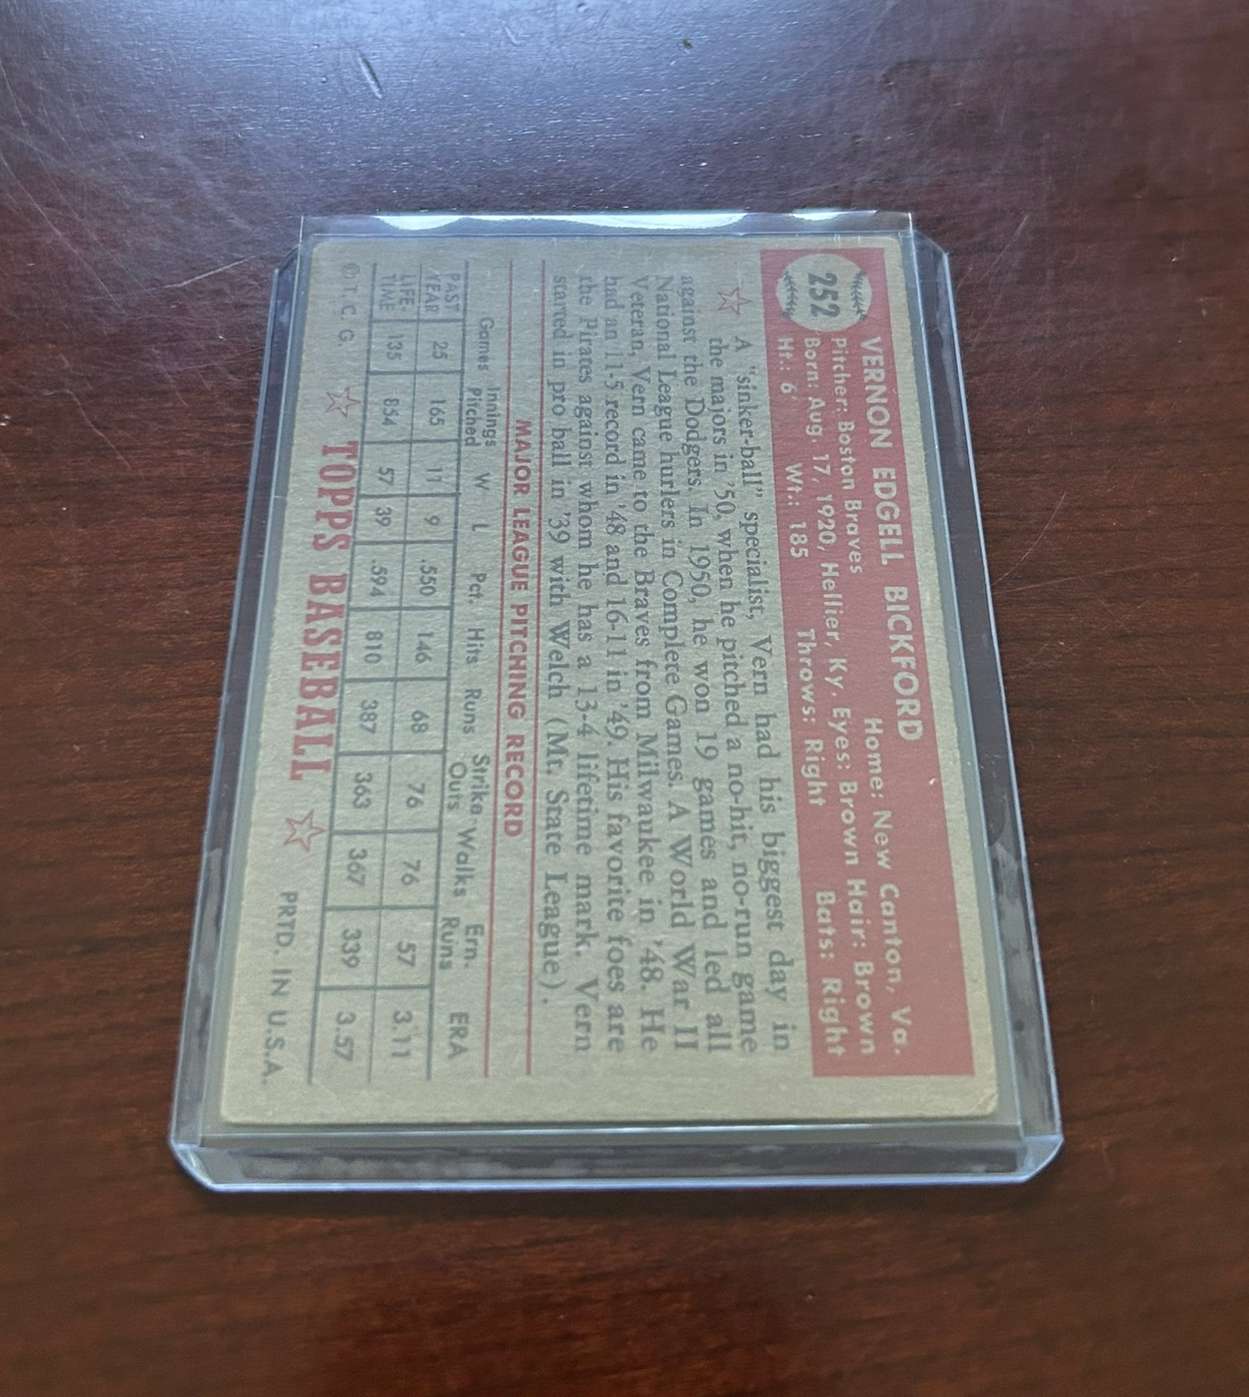 252
VERNON EDGELL BICKFORD
Home: New Canton, Va.
Pitcher: Boston Braves
Born: Aug. 17, 1920, Hellier, Ky. Eyes: Brown Hair: Brown
Ht.: 6' Wt.: 185 Throws: Right Bats: Right
A "sinker-ball" specialist, Vern had his biggest day in
the majors in '50, when he pitched a no-hit, no-run game
against the Dodgers. In 1950, he won 19 games and led all
National League hurlers in Complete Games. A World War II
Veteran, Vern came to the Braves from Milwaukee in '48. He
had an 11-5 record in '48 and 16-11 in '49. His favorite foes are
the Pirates against whom he has a 13-4 lifetime mark. Vern
started in pro ball in '39 with Welch (Mt. State League).
MAJOR LEAGUE PITCHING RECORD
Games Innings Pitched W L Pct. Hits Runs Strike Outs Walks Ern. Runs ERA
PAST YEAR 25 165 11 9 .550 146 68 76 76 57 3.11
LIFE-TIME 135 854 57 39 .594 810 387 363 367 339 3.57
© T. C. G. TOPPS BASEBALL PRTD. IN U.S.A.